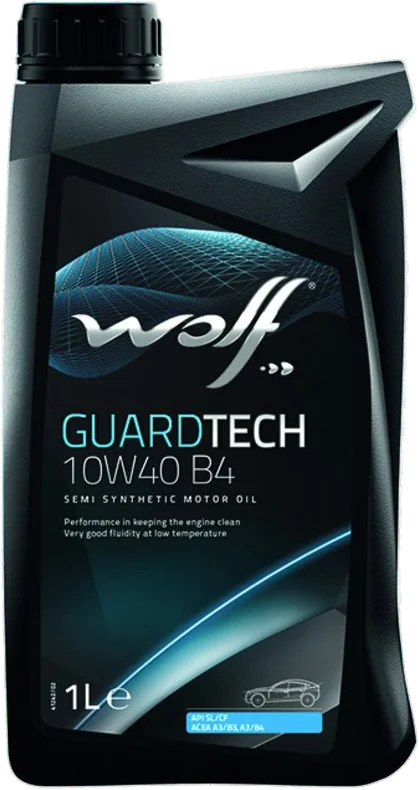 wolf®
GUARDTECH
10W40 B4
SEMI SYNTHETIC MOTOR OIL
Performance in keeping the engine clean
Very good fluidity at low temperature
1L ℮
API SL/CF
ACEA A3/B3, A3/B4